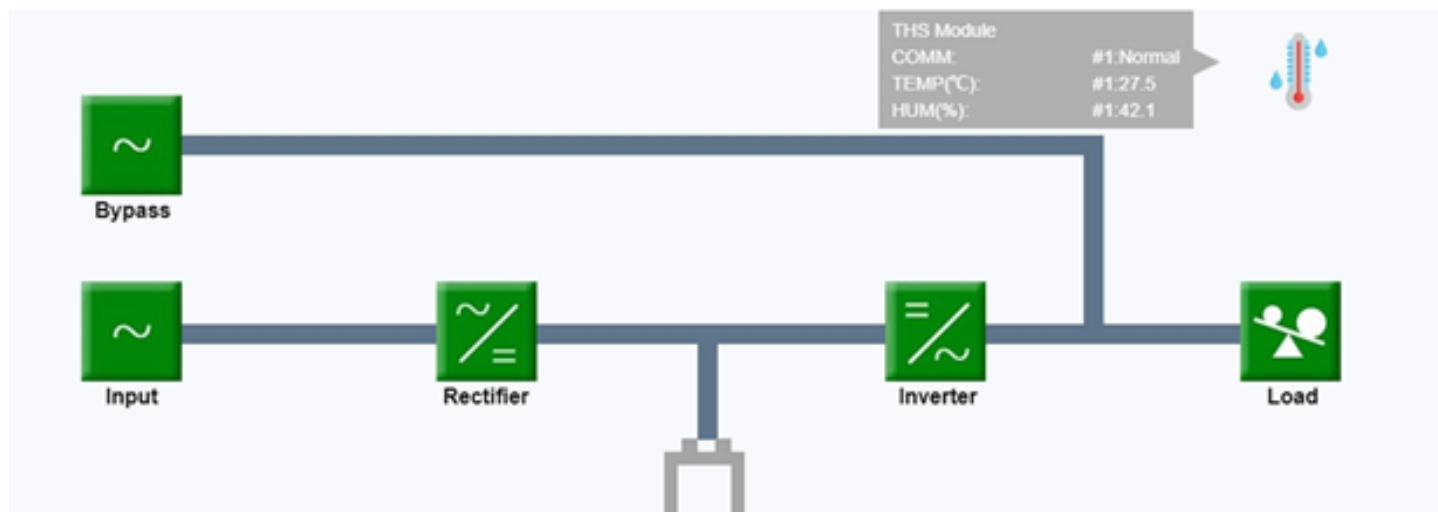 THS Module
COMM: #1:Normal
TEMP(℃): #1:27.5
HUM(%): #1:42.1
Bypass
Input
Rectifier
Inverter
Load